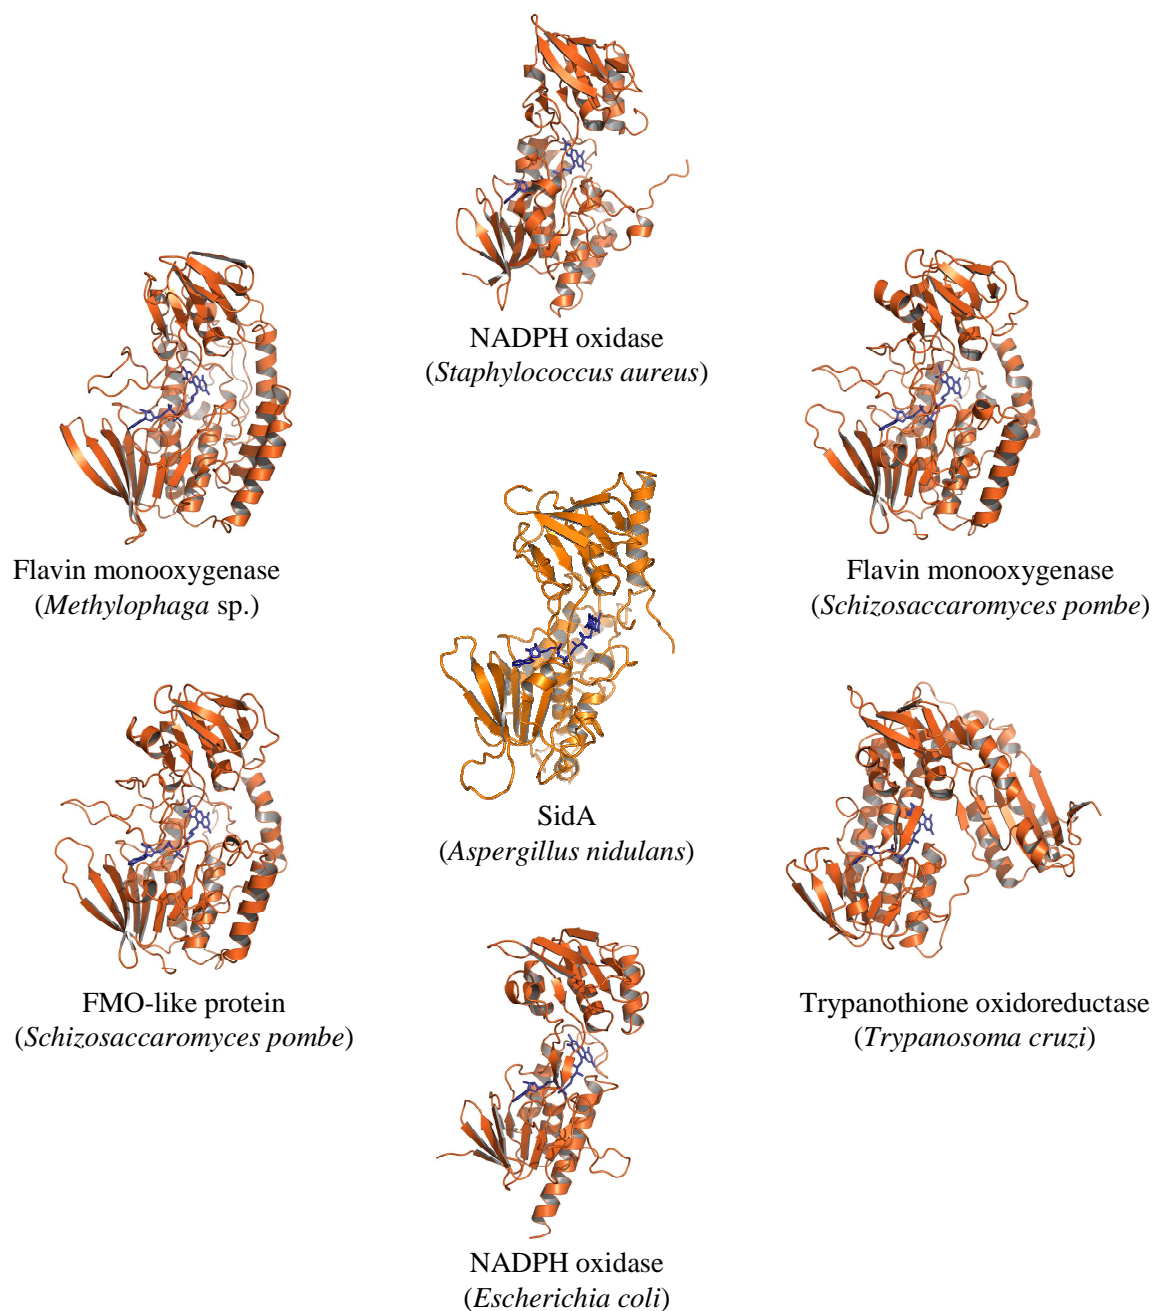 NADPH oxidase
(Staphylococcus aureus)
Flavin monooxygenase
(Methylophaga sp.)
Flavin monooxygenase
(Schizosaccaromyces pombe)
SidA
(Aspergillus nidulans)
FMO-like protein
(Schizosaccaromyces pombe)
Trypanothione oxidoreductase
(Trypanosoma cruzi)
NADPH oxidase
(Escherichia coli)